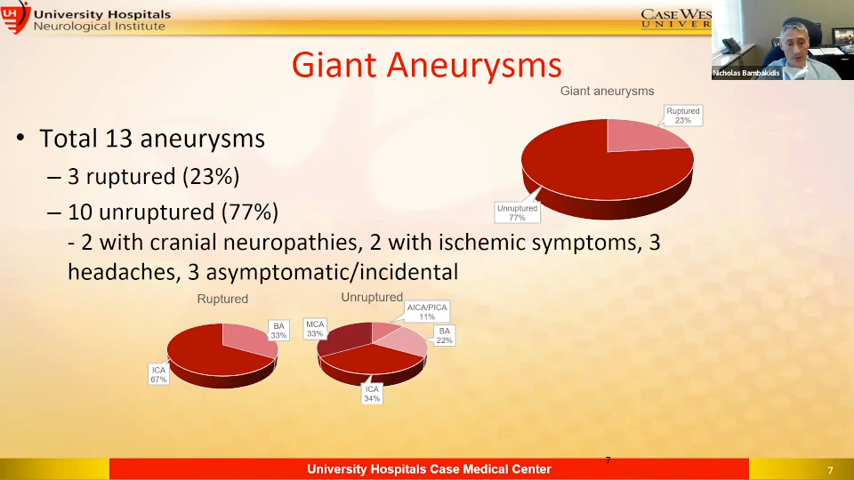 University Hospitals
Neurological Institute
Nicholas Bambakidis
Giant Aneurysms
Giant aneurysms
Ruptured
23%
Unruptured
77%
• Total 13 aneurysms
– 3 ruptured (23%)
– 10 unruptured (77%)
- 2 with cranial neuropathies, 2 with ischemic symptoms, 3
headaches, 3 asymptomatic/incidental
Ruptured
BA
33%
ICA
67%
Unruptured
MCA
33%
AICA/PICA
11%
BA
22%
ICA
34%
7
University Hospitals Case Medical Center
7